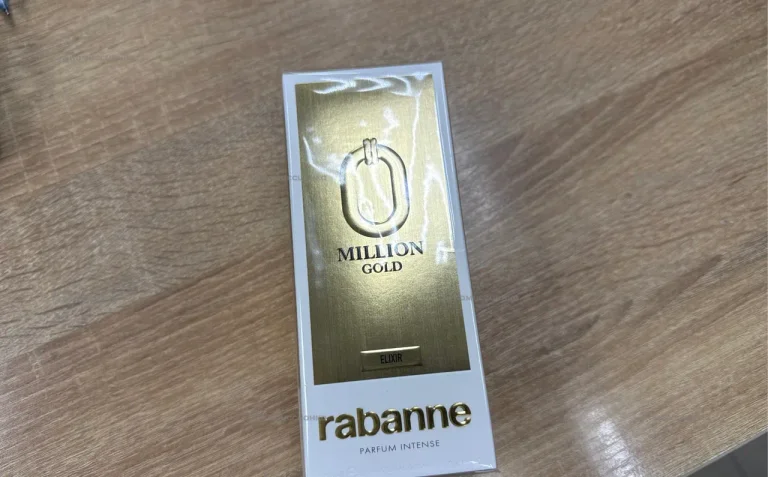 MILLION
GOLD
ELIXIR
rabanne
PARFUM INTENSE